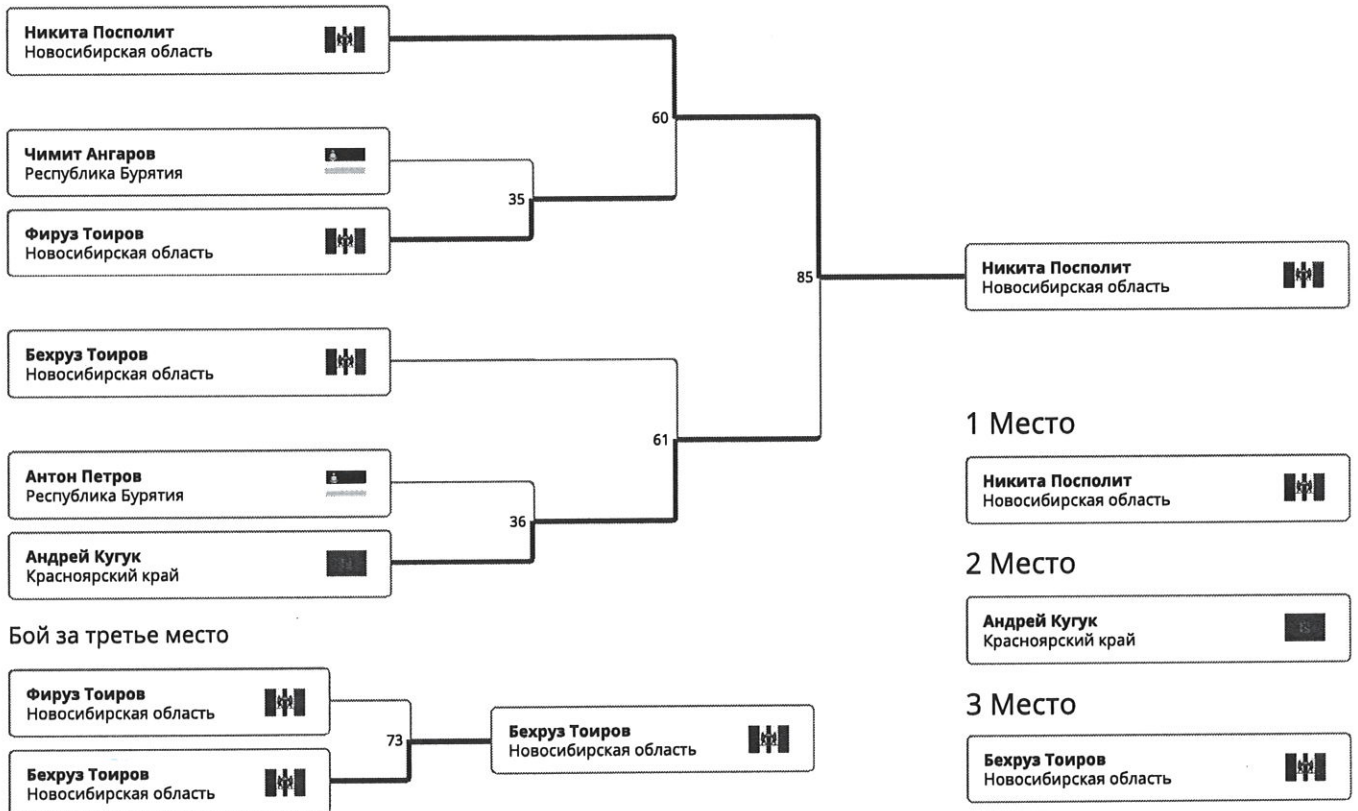 Никита Посполит
Новосибирская область
60
Чимит Ангаров
Республика Бурятия
35
Фируз Тоиров
Новосибирская область
85
Никита Посполит
Новосибирская область
Бехруз Тоиров
Новосибирская область
61
Антон Петров
Республика Бурятия
36
Андрей Кугук
Красноярский край
1 Место
Никита Посполит
Новосибирская область
2 Место
Андрей Кугук
Красноярский край
3 Место
Бехруз Тоиров
Новосибирская область
Бой за третье место
Фируз Тоиров
Новосибирская область
73
Бехруз Тоиров
Новосибирская область
Бехруз Тоиров
Новосибирская область